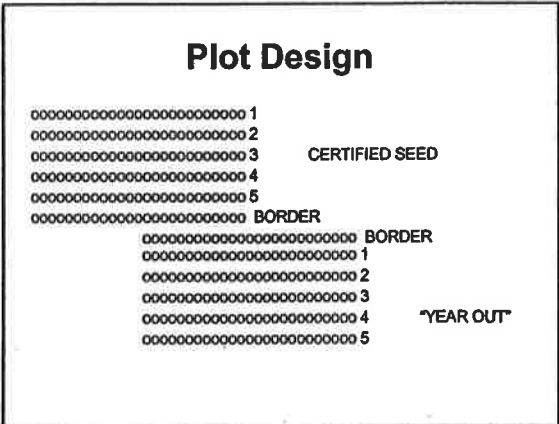 Plot Design
ooooooooooooooooooooooooo 1
ooooooooooooooooooooooooo 2
ooooooooooooooooooooooooo 3 CERTIFIED SEED
ooooooooooooooooooooooooo 4
ooooooooooooooooooooooooo 5
ooooooooooooooooooooooooo BORDER
ooooooooooooooooooooooooo BORDER
ooooooooooooooooooooooooo 1
ooooooooooooooooooooooooo 2
ooooooooooooooooooooooooo 3
ooooooooooooooooooooooooo 4 "YEAR OUT"
ooooooooooooooooooooooooo 5